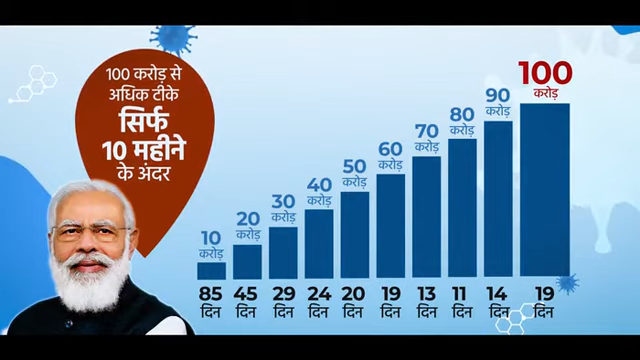 100 करोड़ से
अधिक टीके
सिर्फ
10 महीने
के अंदर
10
करोड़
20
करोड़
30
करोड़
40
करोड़
50
करोड़
60
करोड़
70
करोड़
80
करोड़
90
करोड़
100
करोड़
85 45 29 24 20 19 13 11 14 19
दिन दिन दिन दिन दिन दिन दिन दिन दिन दिन